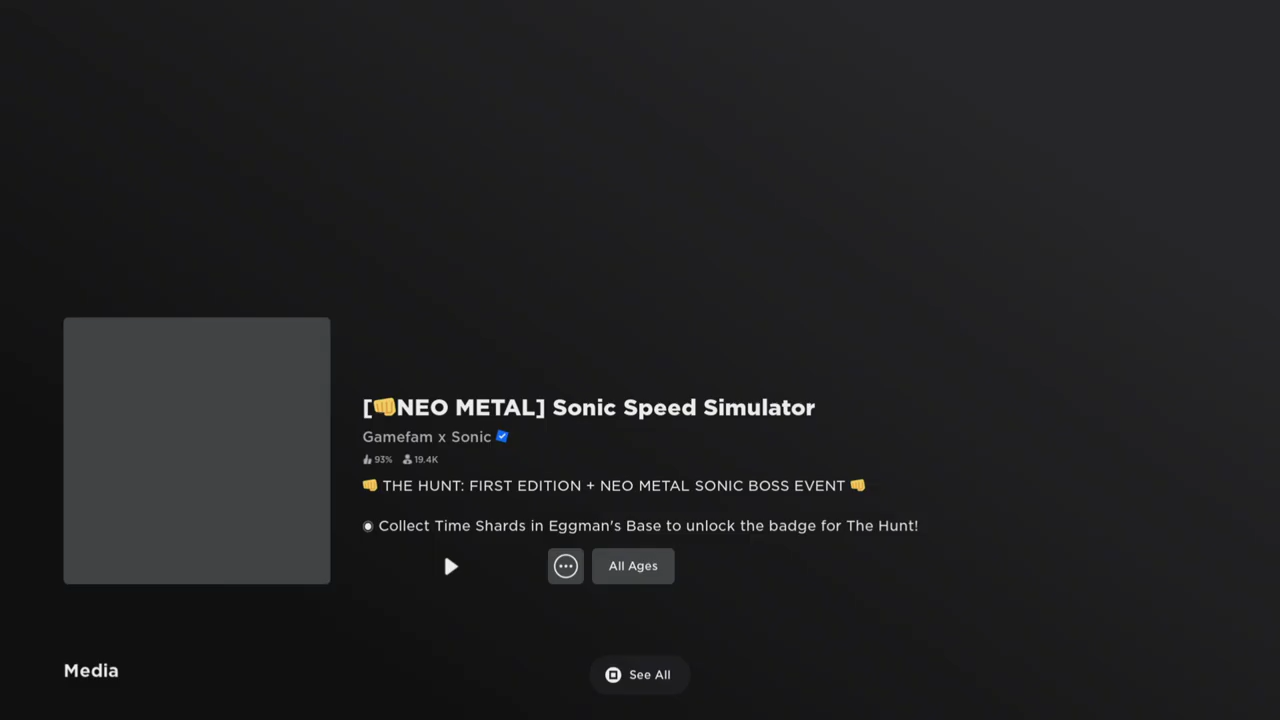 [👊NEO METAL] Sonic Speed Simulator
Gamefam x Sonic
93% 19.4K
👊 THE HUNT: FIRST EDITION + NEO METAL SONIC BOSS EVENT 👊
◉ Collect Time Shards in Eggman's Base to unlock the badge for The Hunt!
All Ages
Media
See All